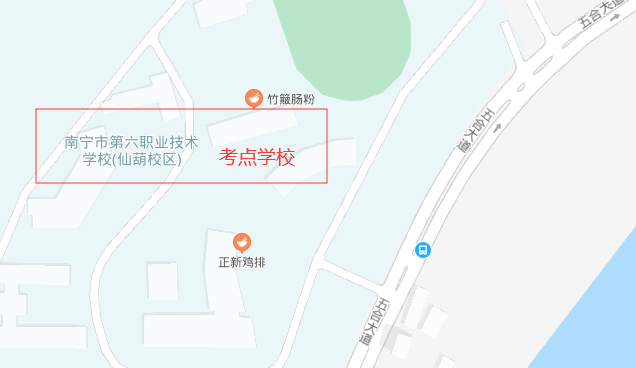 五合大道
竹簸肠粉
五合大道
南宁市第六职业技术
学校(仙葫校区)
考点学校
正新鸡排
五合大道